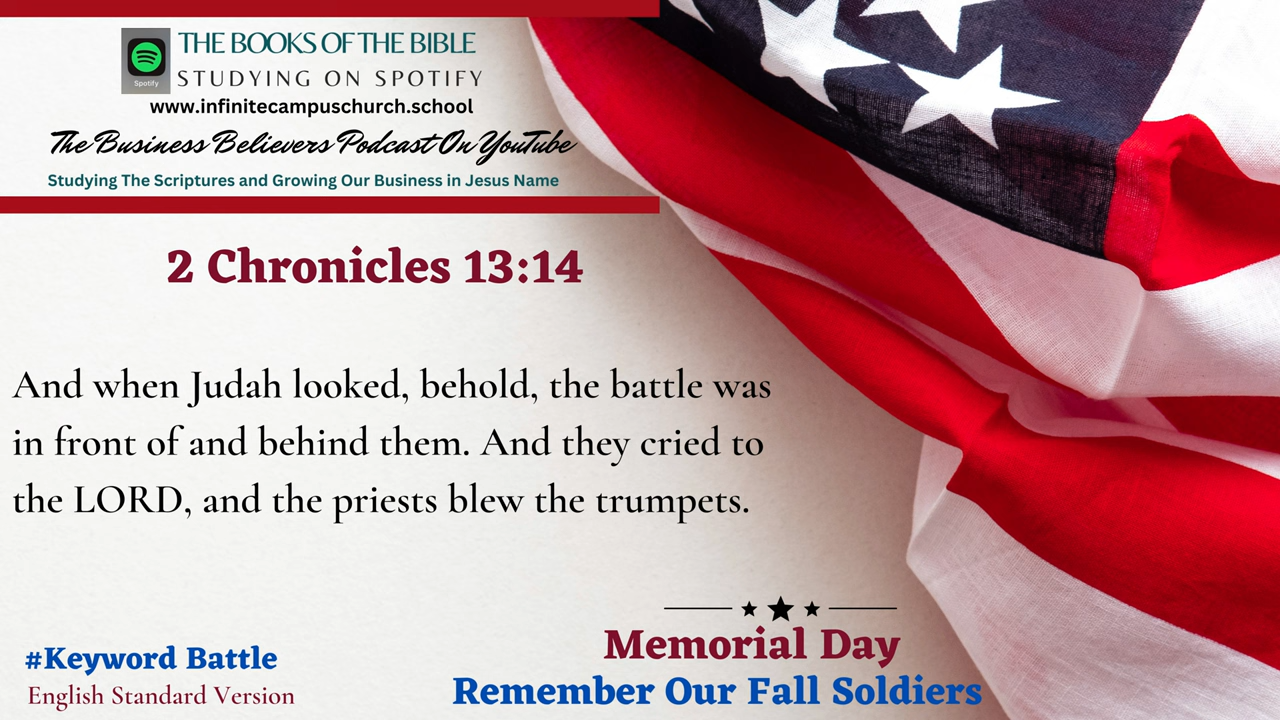 THE BOOKS OF THE BIBLE
Spotify
STUDYING ON SPOTIFY
www.infinitecampuschurch.school
The Business Believers Podcast On YouTube
Studying The Scriptures and Growing Our Business in Jesus Name
2 Chronicles 13:14
And when Judah looked, behold, the battle was
in front of and behind them. And they cried to
the LORD, and the priests blew the trumpets.
#Keyword Battle
English Standard Version
Memorial Day
Remember Our Fall Soldiers